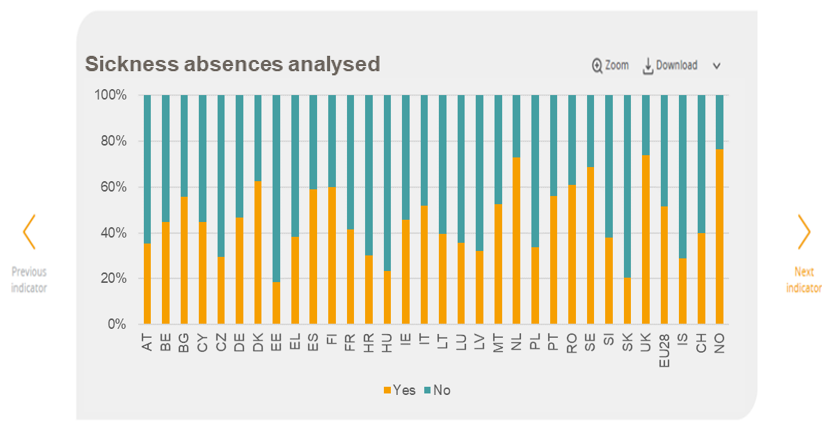 Sickness absences analysed
Zoom
Download
100%
80%
60%
40%
20%
0%
AT BE BG CY CZ DE DK EE EL ES FI FR HR HU IE IT LT LU LV MT NL PL PT RO SE SI SK UK EU28 IS CH NO
Yes No
Previous
indicator
Next
indicator